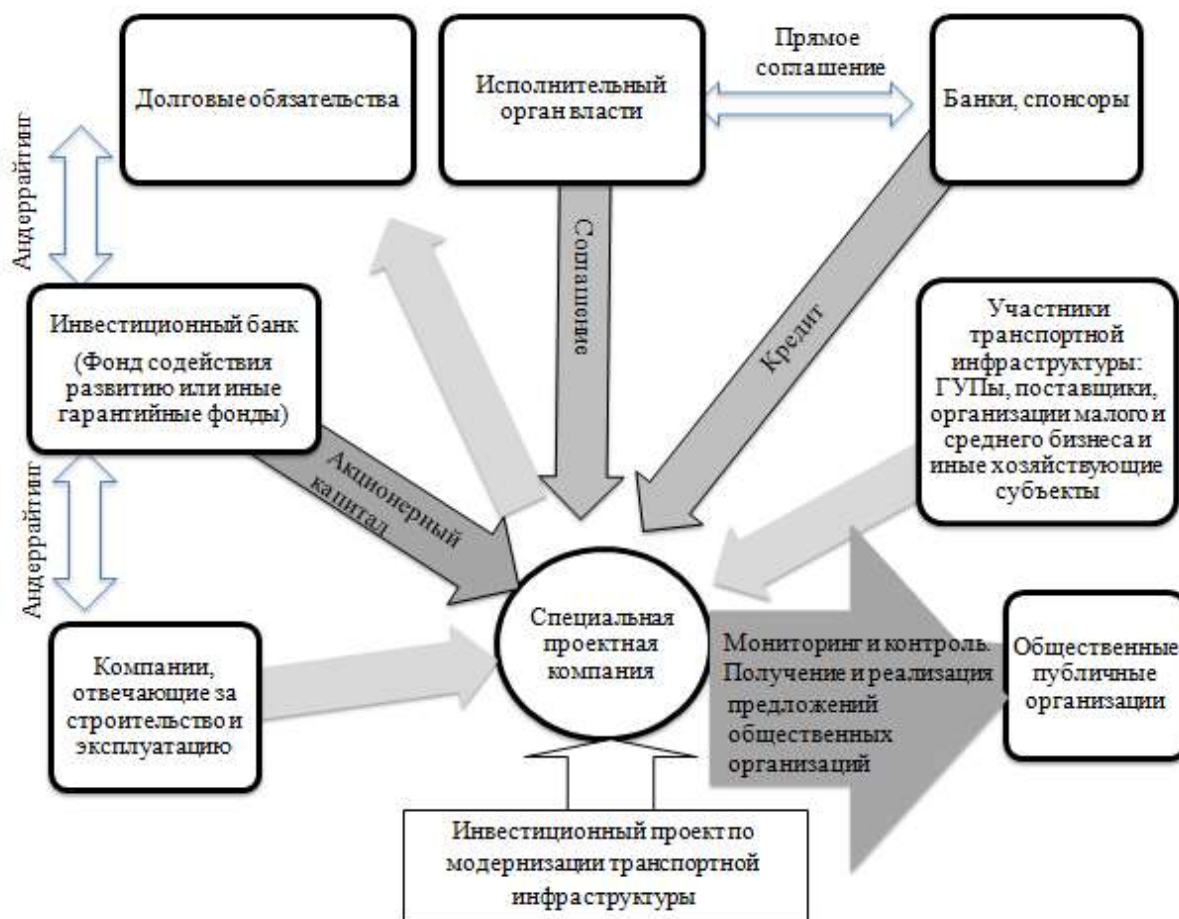 Долговые обязательства
Исполнительный
орган власти
Прямое
соглашение
Банки, спонсоры
Андеррайтинг
Соглашение
Кредит
Инвестиционный банк
(Фонд содействия
развитию или иные
гарантийные фонды)
Участники
транспортной
инфраструктуры:
ГУПы, поставщики,
организации малого и
среднего бизнеса и
иные хозяйствующие
субъекты
Акционерный
капитал
Андеррайтинг
Специальная
проектная
компания
Компании,
отвечающие за
строительство и
эксплуатацию
Мониторинг и контроль.
Получение и реализация
предложений
общественных
организаций
Общественные
публичные
организации
Инвестиционный проект по
модернизации транспортной
инфраструктуры